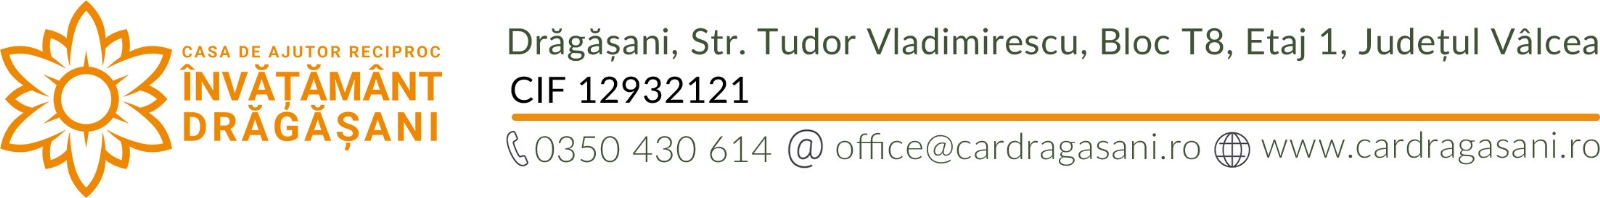 CASA DE AJUTOR RECIPROC
ÎNVĂȚĂMÂNT
DRĂGĂȘANI
Drăgășani, Str. Tudor Vladimirescu, Bloc T8, Etaj 1, Județul Vâlcea
CIF 12932121
0350 430 614 @ office@cardragasani.ro www.cardragasani.ro